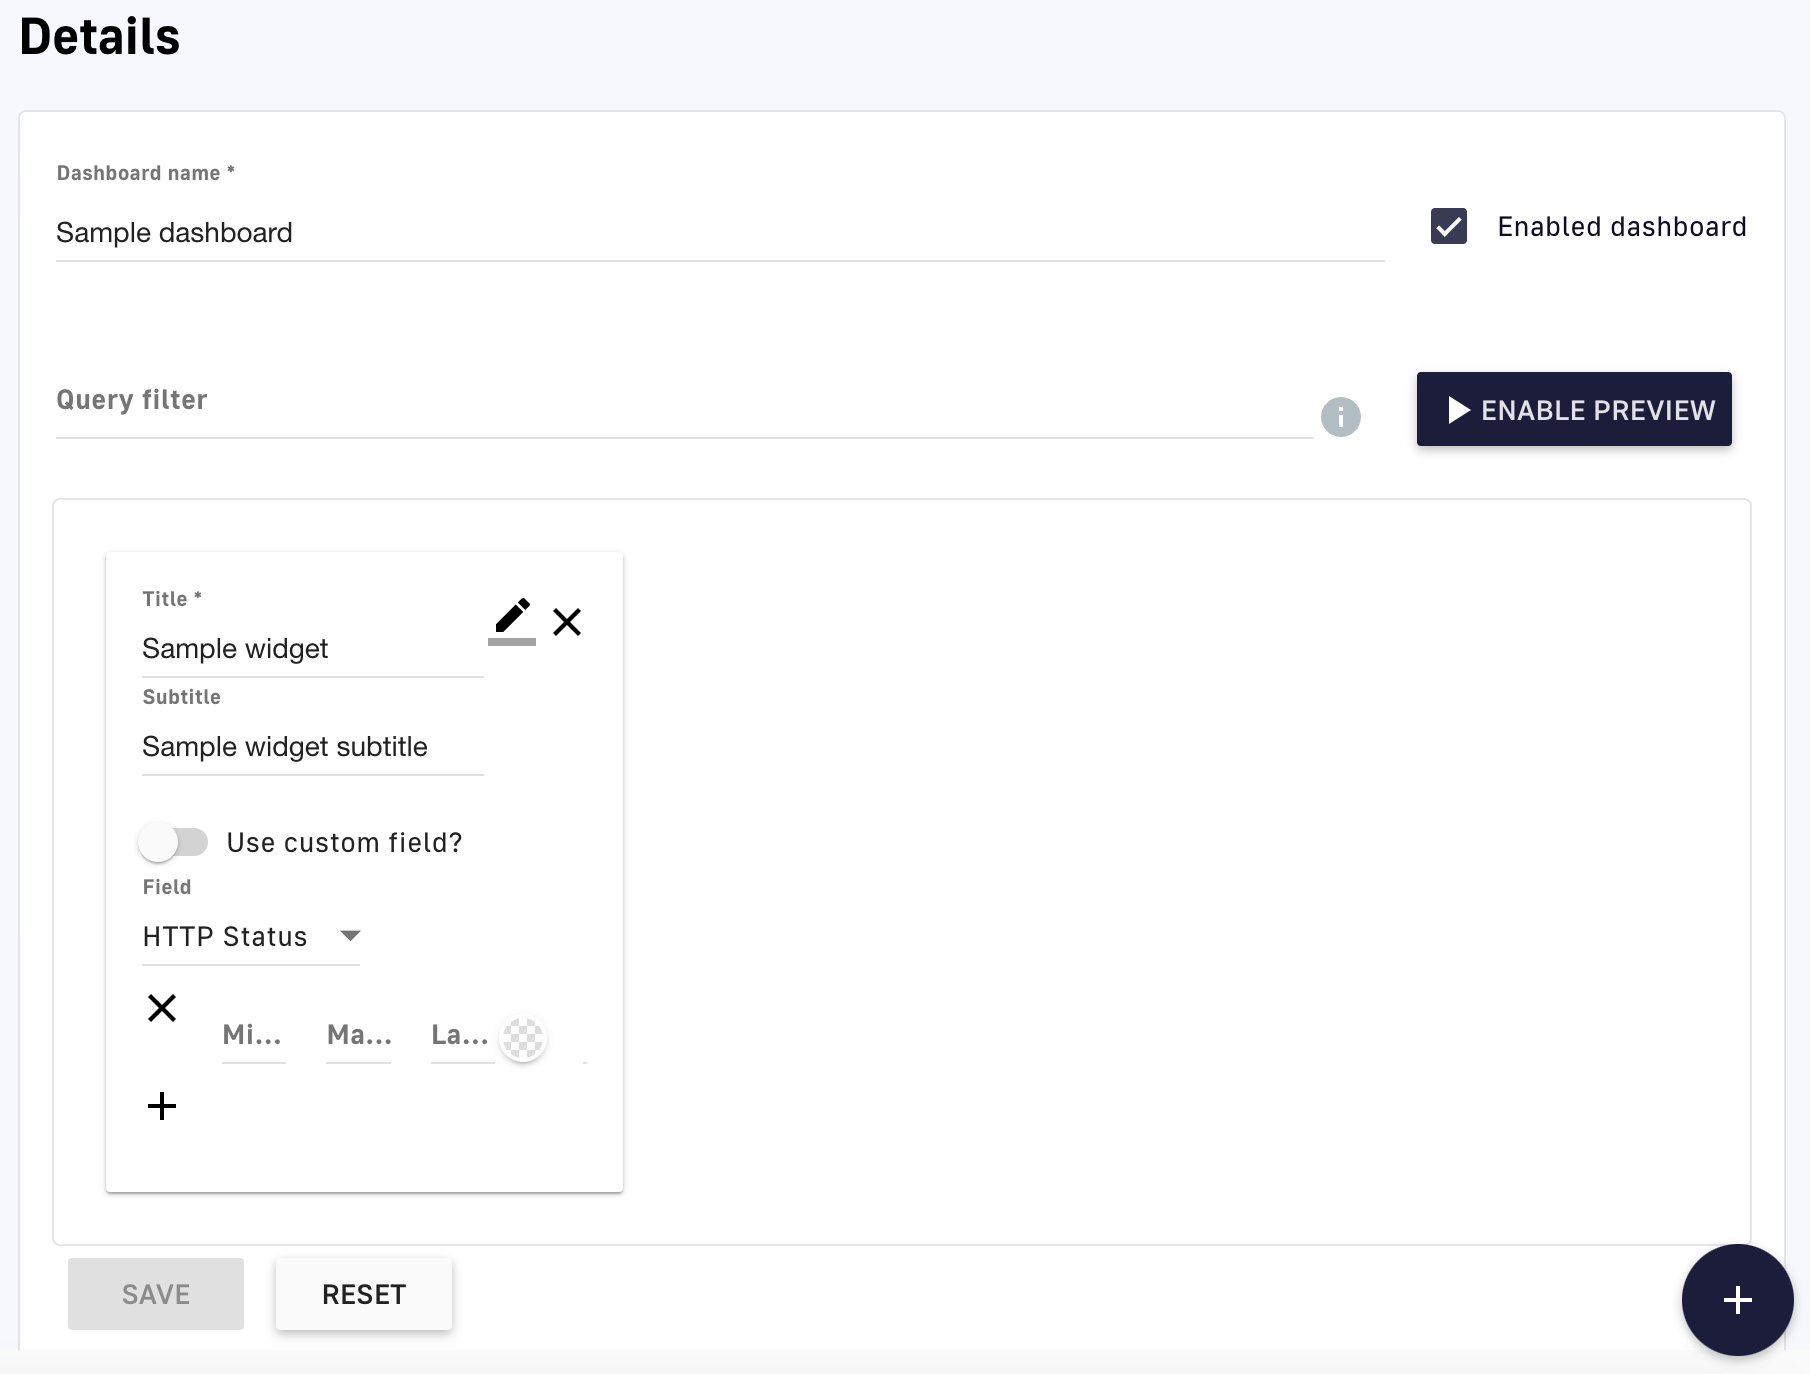 Details
Dashboard name *
Sample dashboard
Enabled dashboard
Query filter
ENABLE PREVIEW
Title *
Sample widget
Subtitle
Sample widget subtitle
Use custom field?
Field
HTTP Status
Mi... Ma... La...
SAVE RESET